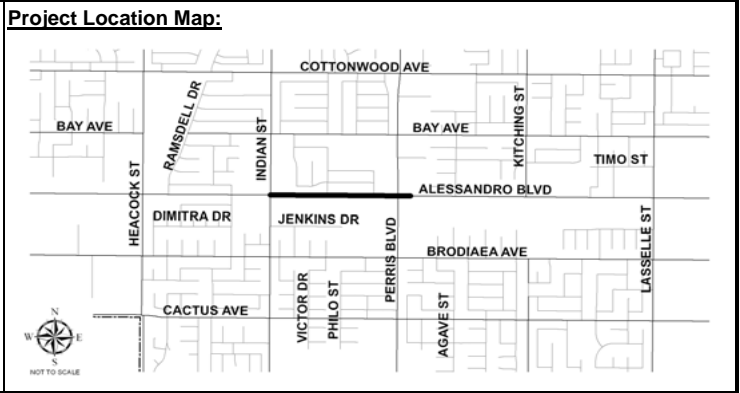 Project Location Map:
COTTONWOOD AVE
RAMSDELL DR
BAY AVE
INDIAN ST
BAY AVE
KITCHING ST
TIMO ST
HEACOCK ST
ALESSANDRO BLVD
DIMITRA DR
JENKINS DR
PERRIS BLVD
LASSELLE ST
BRODIAEA AVE
CACTUS AVE
VICTOR DR
PHILO ST
AGAVE ST
N
W
E
S
NOT TO SCALE